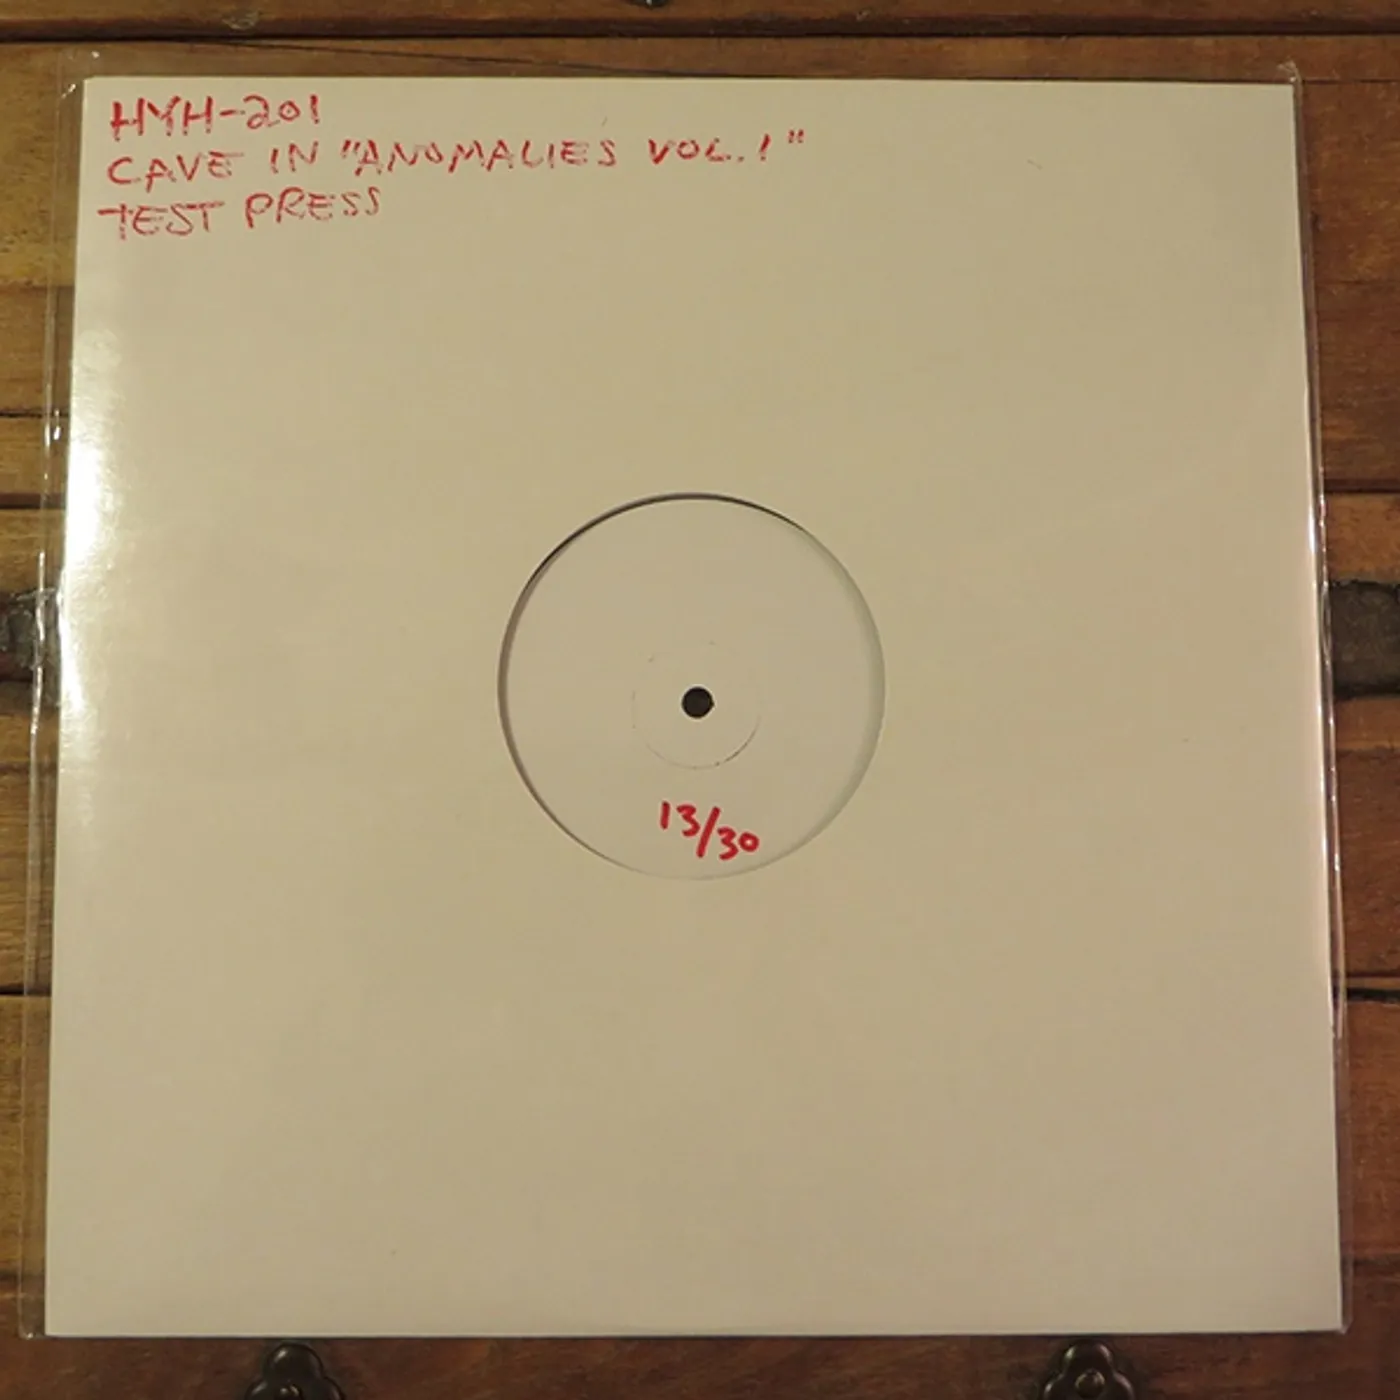 HYH-201
CAVE IN "ANOMALIES VOL. 1"
TEST PRESS
13/30